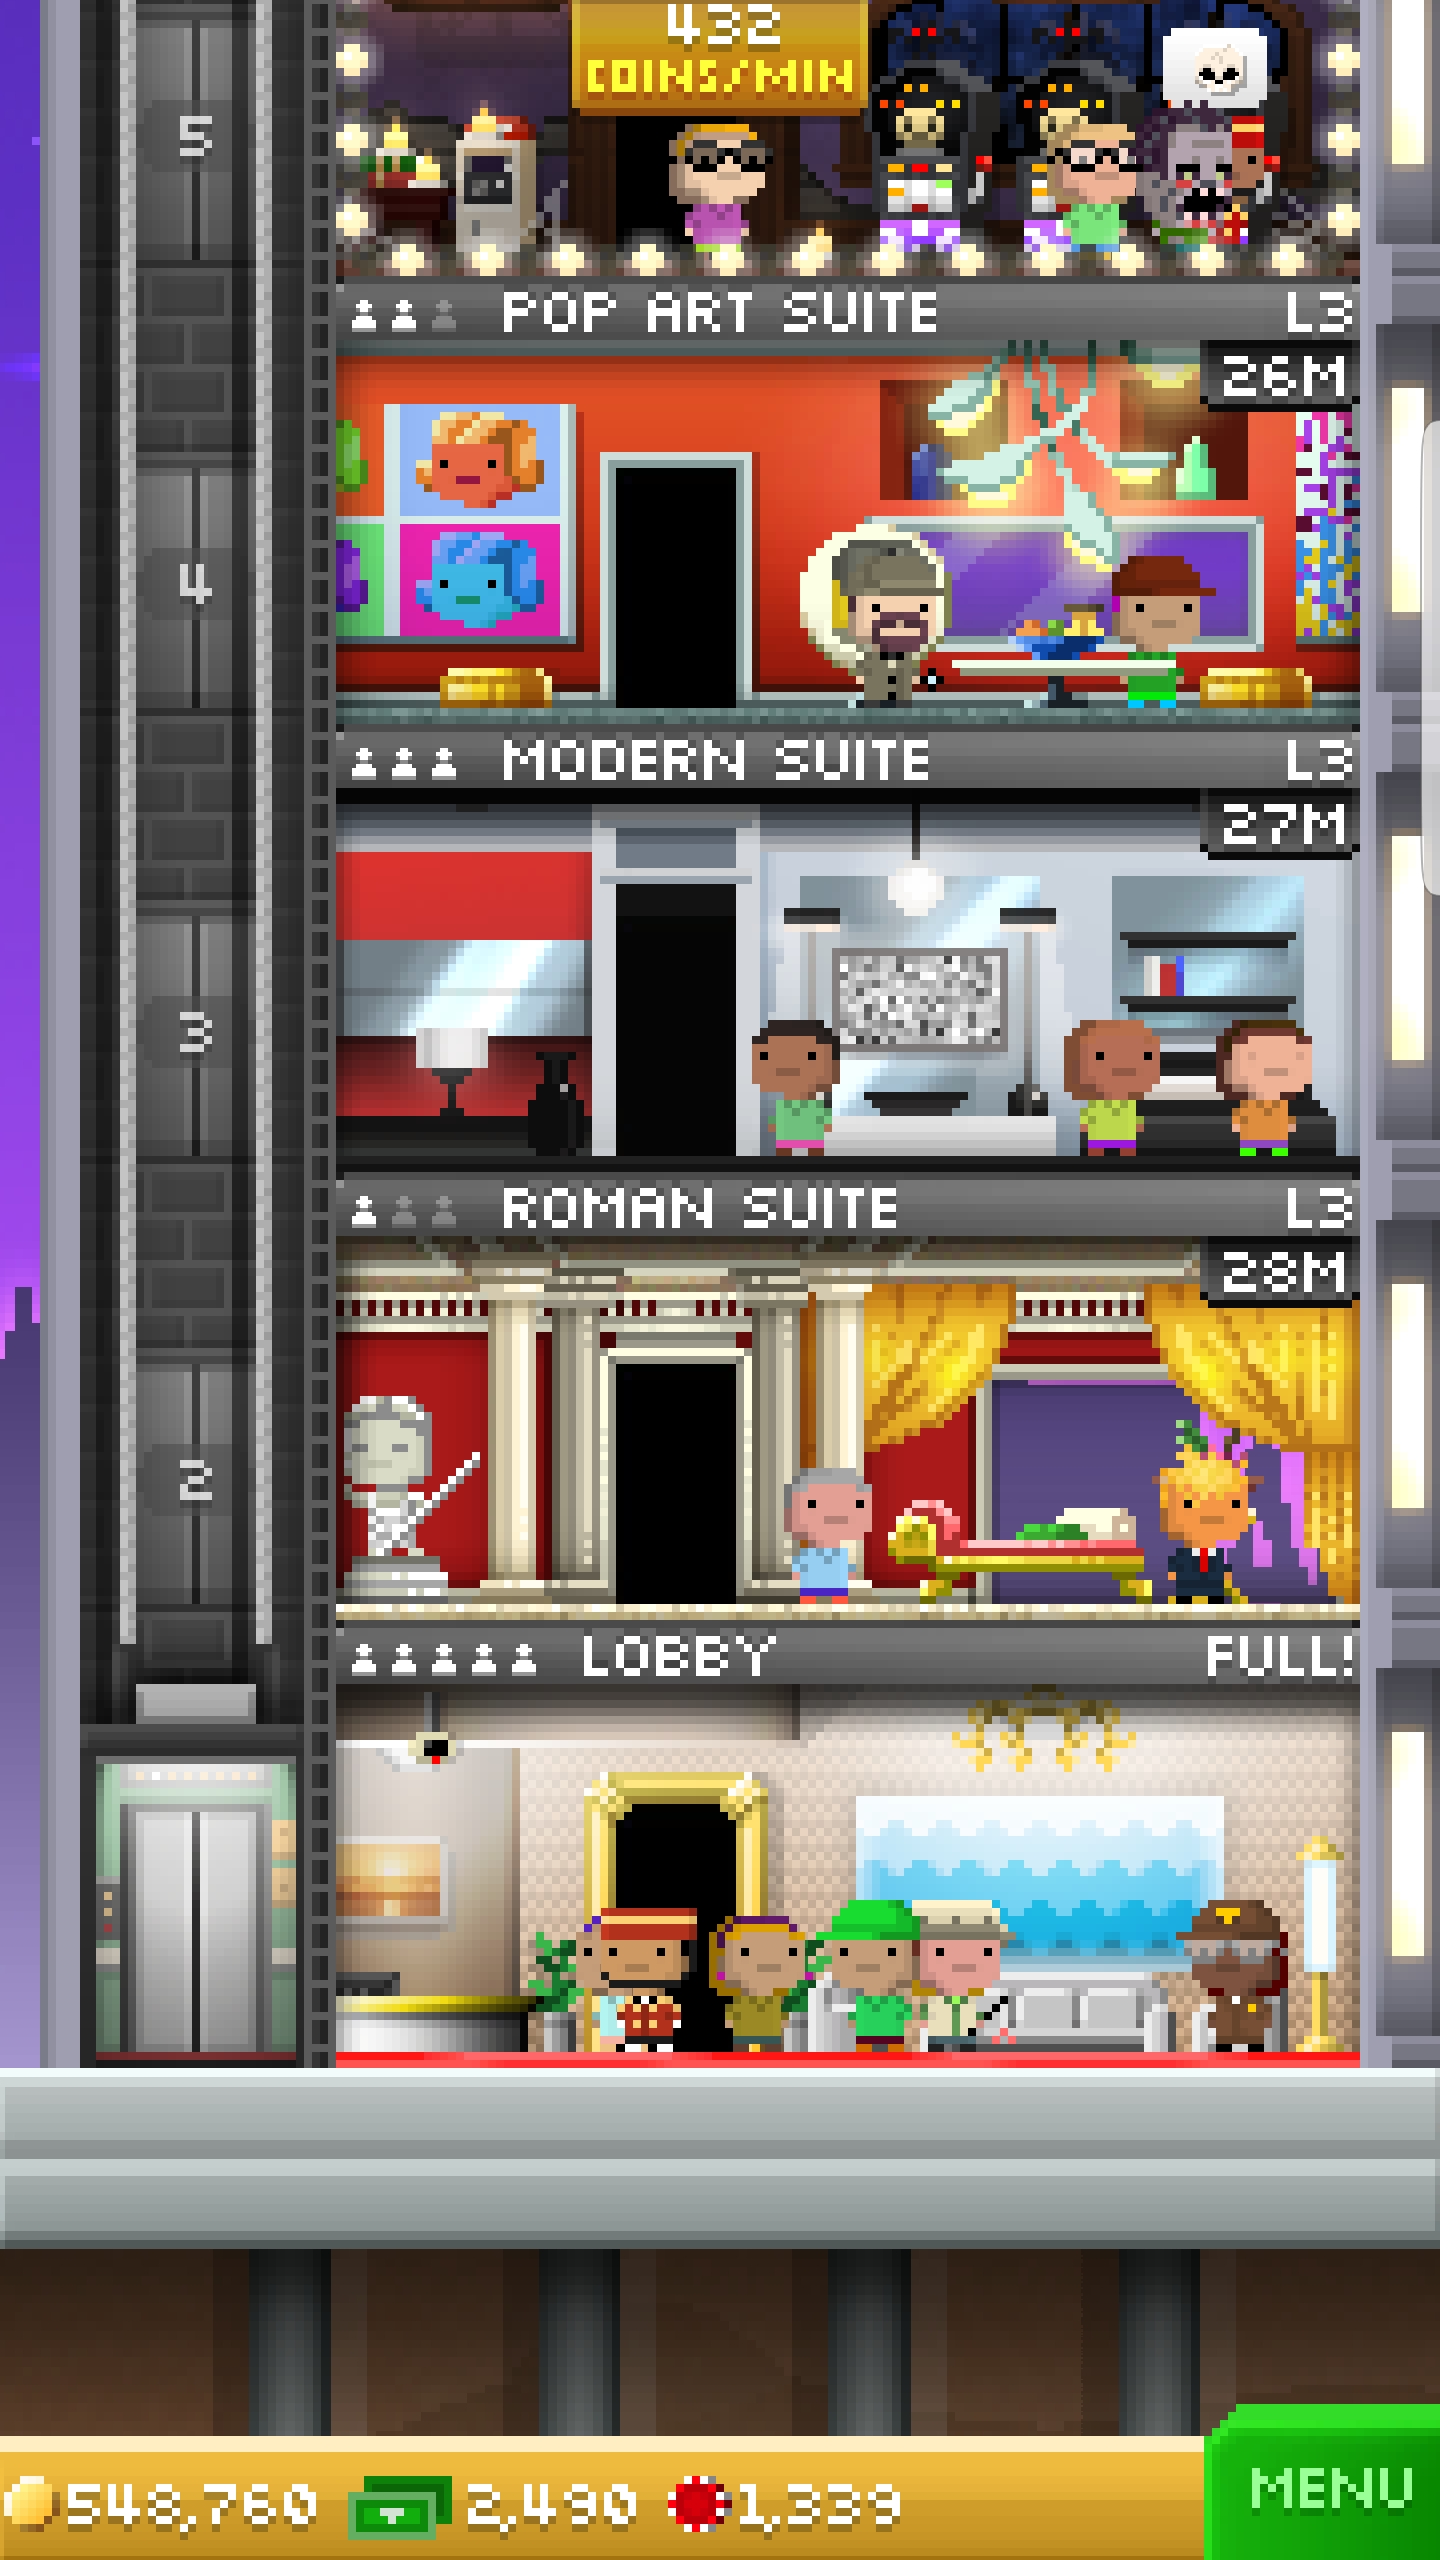 432
COINS/MIN
5
POP ART SUITE L3
26M
4
MODERN SUITE L3
27M
3
ROMAN SUITE L3
28M
2
LOBBY FULL!
548,760 2,490 1,339 MENU